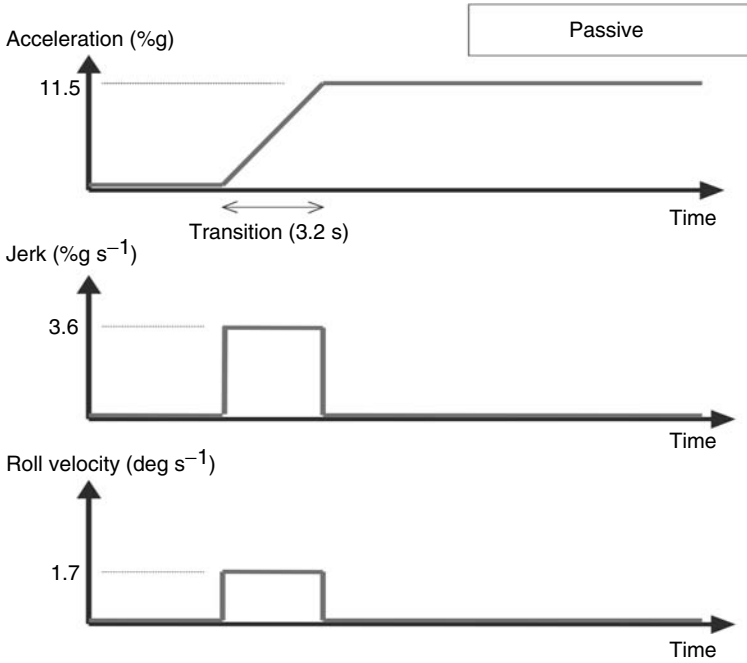 Passive
Acceleration (%g)
11.5
Time
Transition (3.2 s)
Jerk (%g s⁻¹)
3.6
Time
Roll velocity (deg s⁻¹)
1.7
Time